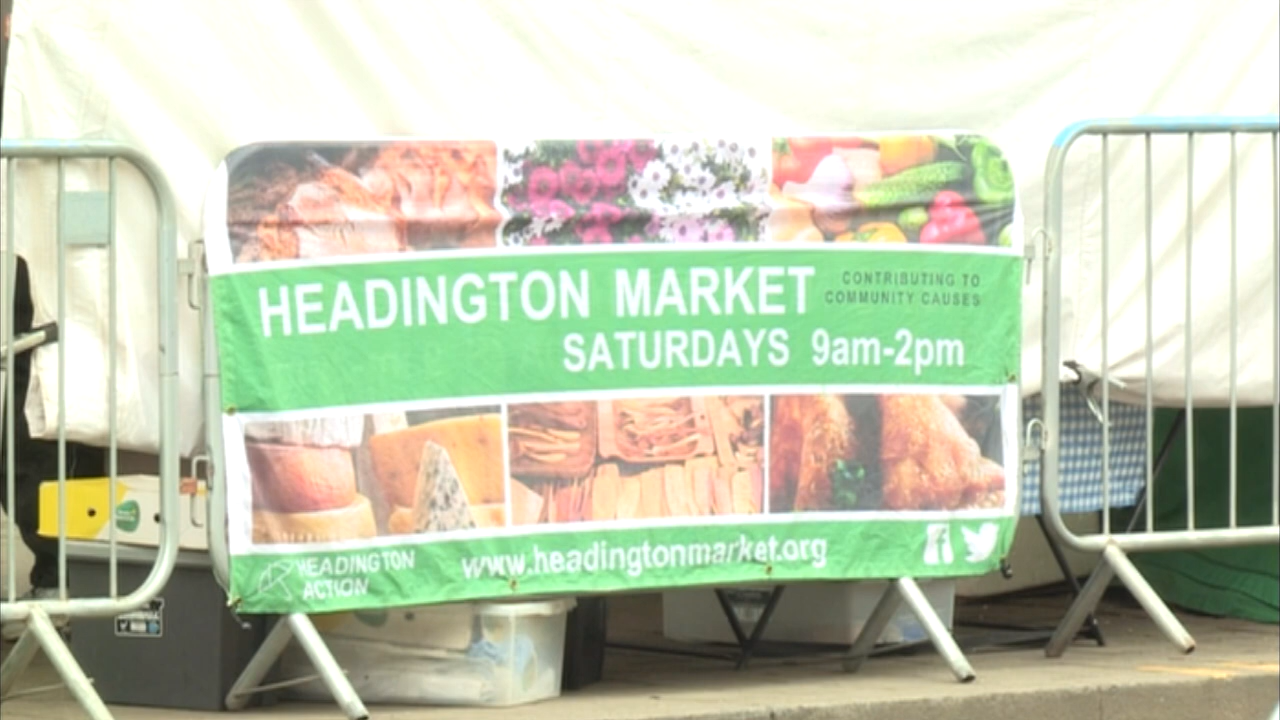 HEADINGTON MARKET
CONTRIBUTING TO
COMMUNITY CAUSES
SATURDAYS 9am-2pm
HEADINGTON
ACTION
www.headingtonmarket.org